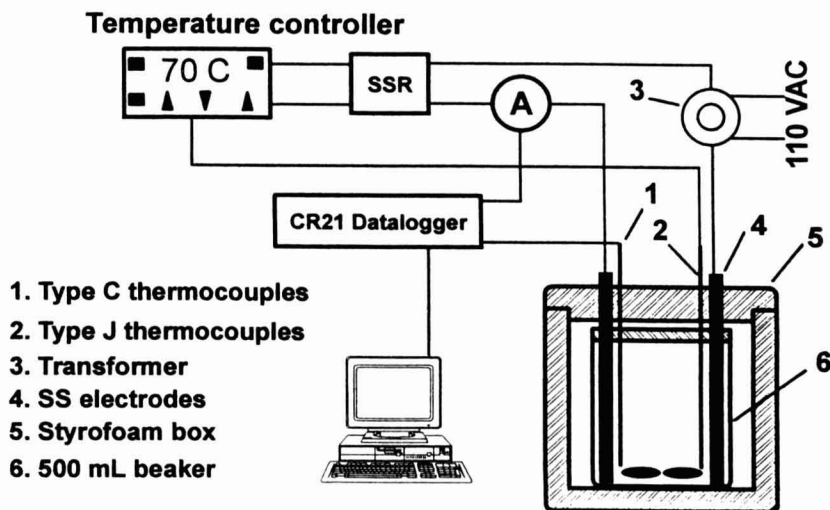 Temperature controller
70 C
SSR
A
3
110 VAC
CR21 Datalogger
1
2
4
5
6
1. Type C thermocouples
2. Type J thermocouples
3. Transformer
4. SS electrodes
5. Styrofoam box
6. 500 mL beaker